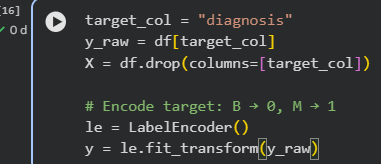 [16]
✓ 0 d
target_col = "diagnosis"
y_raw = df[target_col]
X = df.drop(columns=[target_col])
# Encode target: B → 0, M → 1
le = LabelEncoder()
y = le.fit_transform(y_raw)